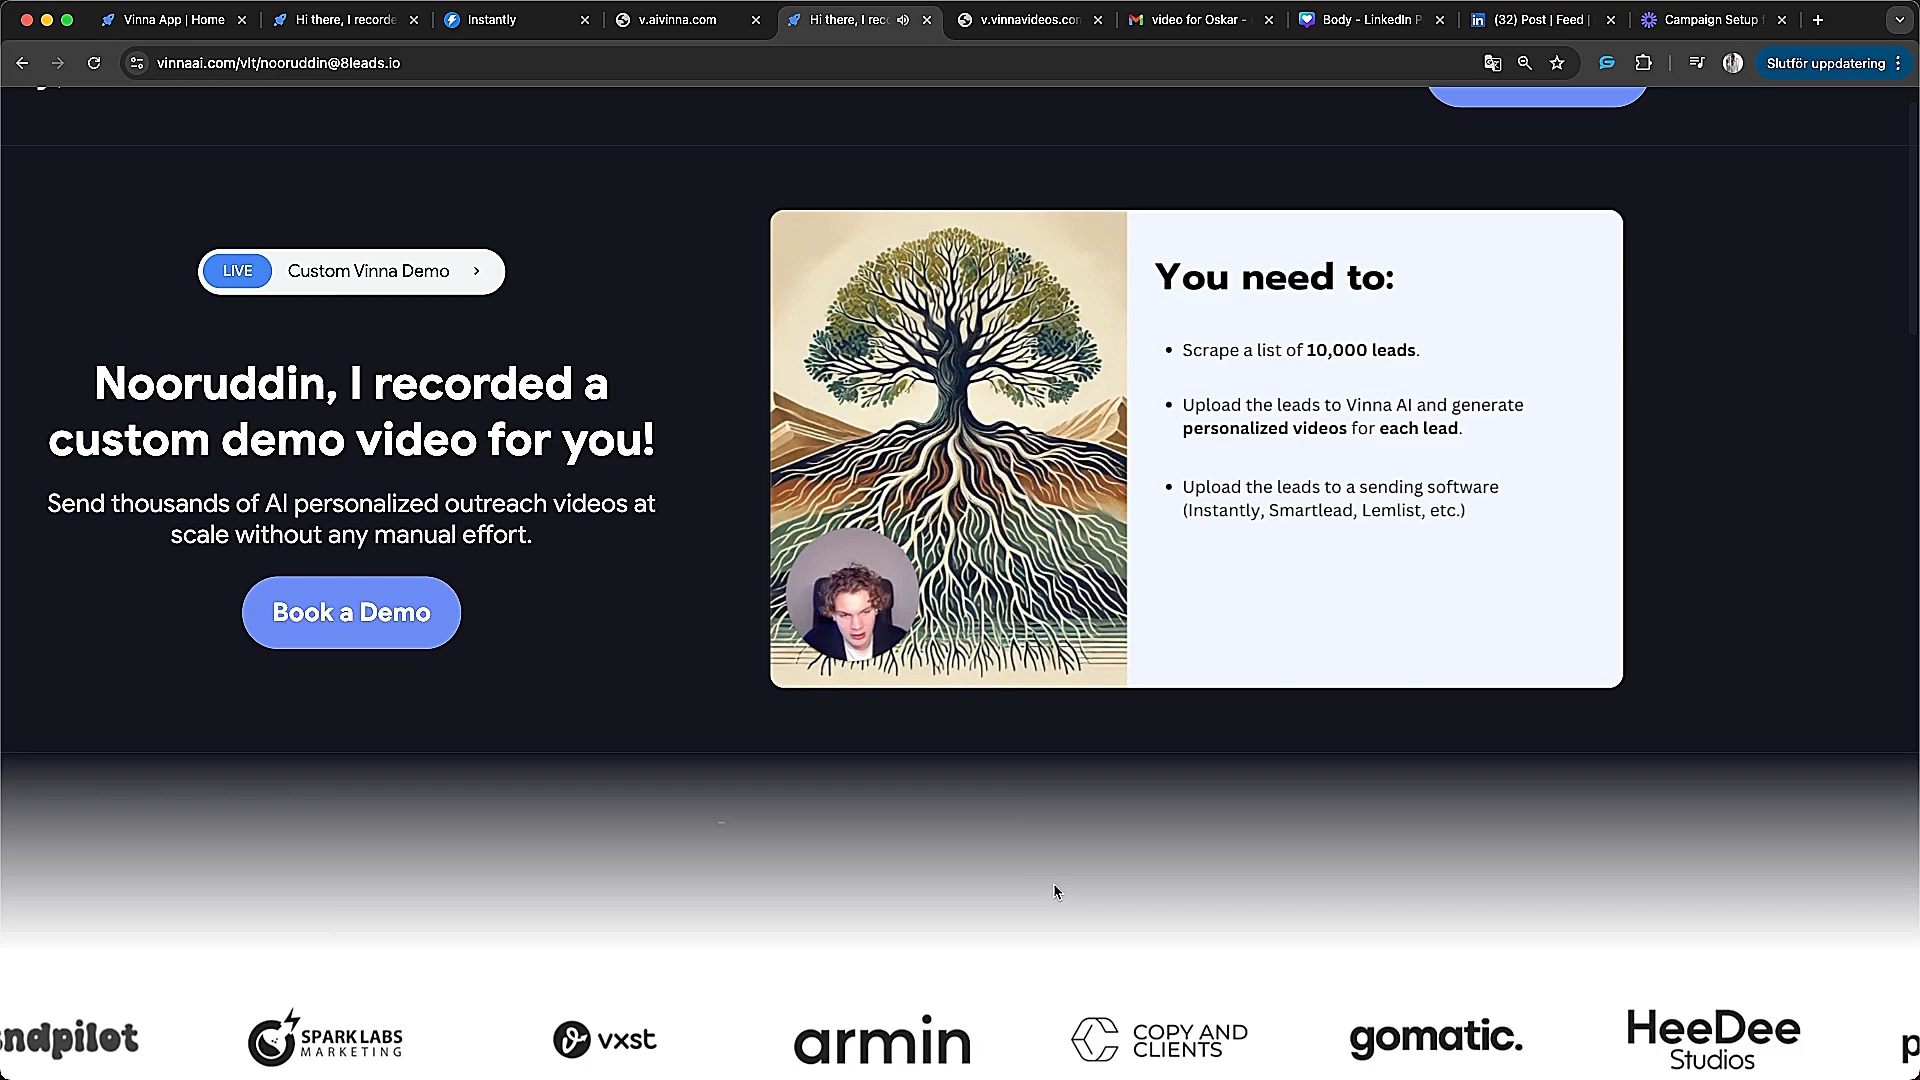 Vinna App | Home
Hi there, I recorde
Instantly
v.aivinna.com
Hi there, I rec
v.vinnavideos.con
video for Oskar -
Body - LinkedIn P
in
(32) Post | Feed |
Campaign Setup
vinnaai.com/vlt/nooruddin@8leads.io
Slutför uppdatering
LIVE
Custom Vinna Demo
Nooruddin, I recorded a
custom demo video for you!
Send thousands of AI personalized outreach videos at
scale without any manual effort.
Book a Demo
You need to:
• Scrape a list of 10,000 leads.
• Upload the leads to Vinna AI and generate
personalized videos for each lead.
• Upload the leads to a sending software
(Instantly, Smartlead, Lemlist, etc.)
ndpilot
SPARK LABS
MARKETING
vxst
armin
COPY AND
CLIENTS
gomatic.
HeeDee
Studios
p